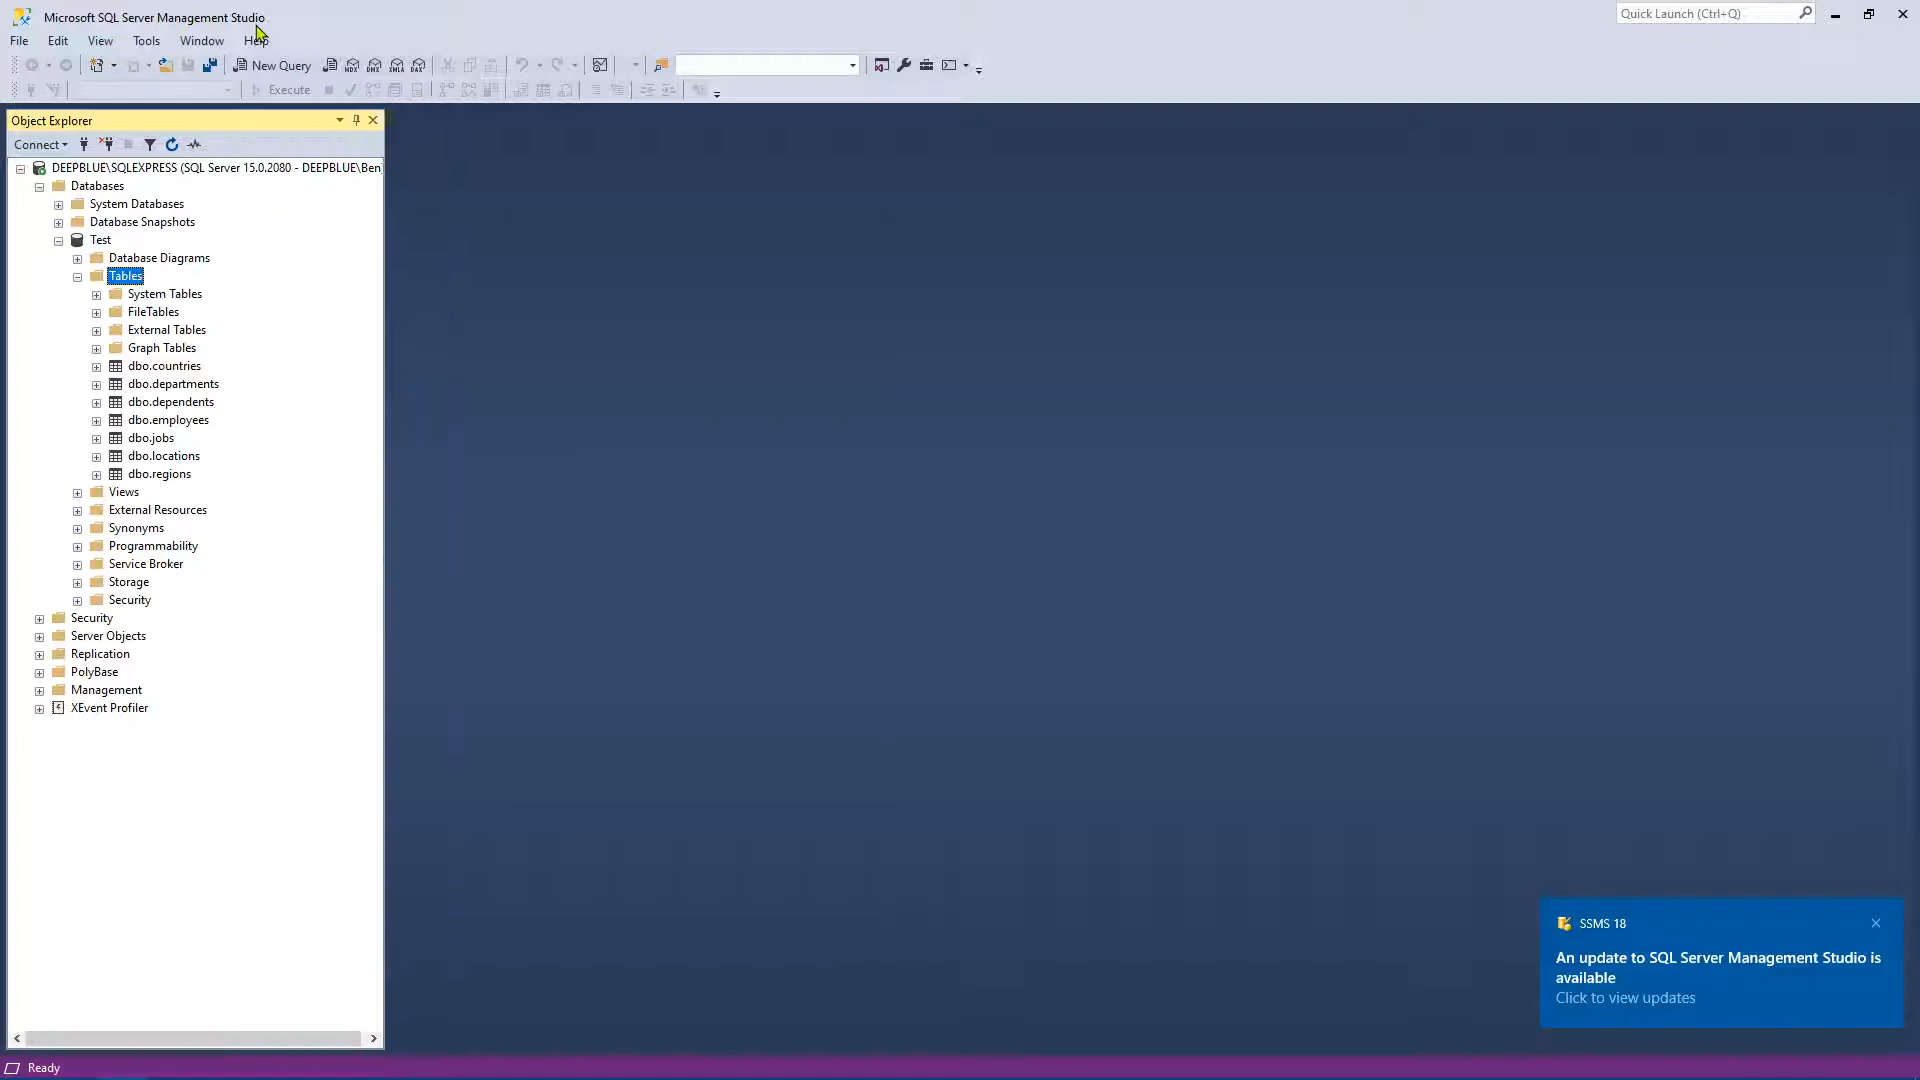 Microsoft SQL Server Management Studio
Quick Launch (Ctrl+Q)
File Edit View Tools Window Help
New Query
MDX DMX XMLA DAX
Execute
Object Explorer
Connect
DEEPBLUE\SQLEXPRESS (SQL Server 15.0.2080 - DEEPBLUE\Ben
Databases
System Databases
Database Snapshots
Test
Database Diagrams
Tables
System Tables
FileTables
External Tables
Graph Tables
dbo.countries
dbo.departments
dbo.dependents
dbo.employees
dbo.jobs
dbo.locations
dbo.regions
Views
External Resources
Synonyms
Programmability
Service Broker
Storage
Security
Security
Server Objects
Replication
PolyBase
Management
XEvent Profiler
SSMS 18
An update to SQL Server Management Studio is
available
Click to view updates
Ready